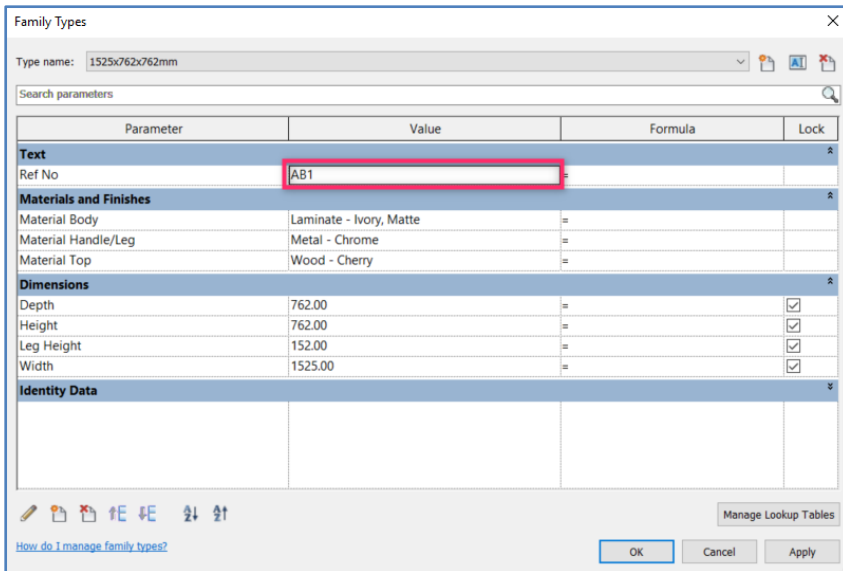 Family Types
Type name: 1525x762x762mm
Search parameters
Parameter Value Formula Lock
Text
Ref No AB1 =
Materials and Finishes
Material Body Laminate - Ivory, Matte =
Material Handle/Leg Metal - Chrome =
Material Top Wood - Cherry =
Dimensions
Depth 762.00 =
Height 762.00 =
Leg Height 152.00 =
Width 1525.00 =
Identity Data
Manage Lookup Tables
How do I manage family types?
OK Cancel Apply